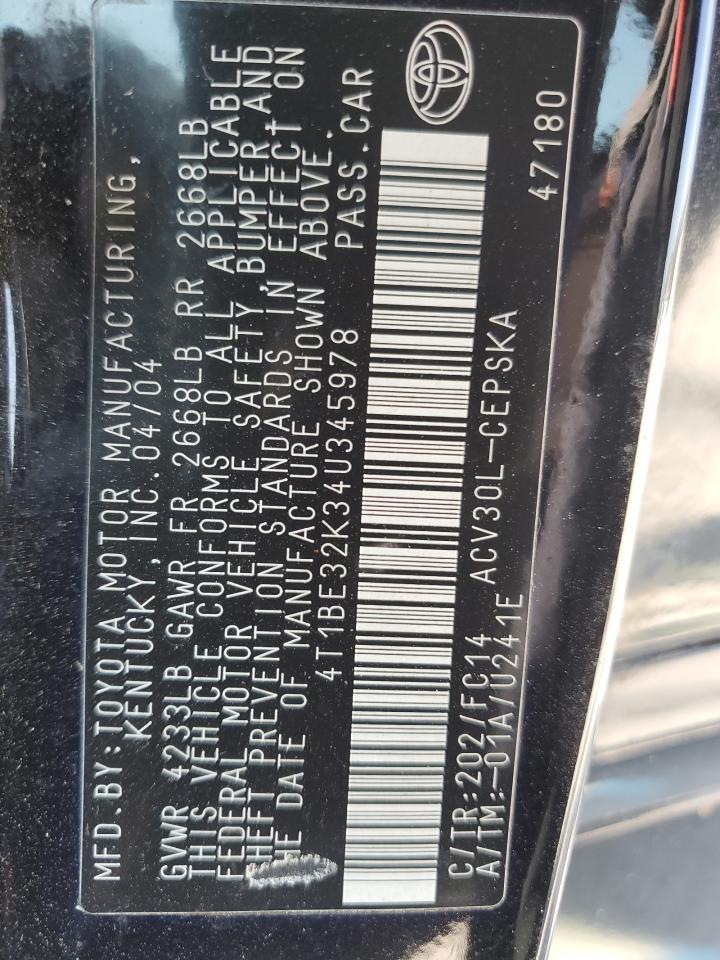 MFD.BY:TOYOTA MOTOR MANUFACTURING,
KENTUCKY, INC.04/04
GVWR 4233LB GAWR FR 2668LB RR 2668LB
THIS VEHICLE CONFORMS TO ALL APPLICABLE
FEDERAL MOTOR VEHICLE SAFETY,BUMPER,AND
THEFT PREVENTION STANDARDS IN EFFECT ON
THE DATE OF MANUFACTURE SHOWN ABOVE.
4T1BE32K34U345978 PASS.CAR
C/TR:202/FC14 ACV30L-CEPSKA
A/TM:-01A/U241E 47180